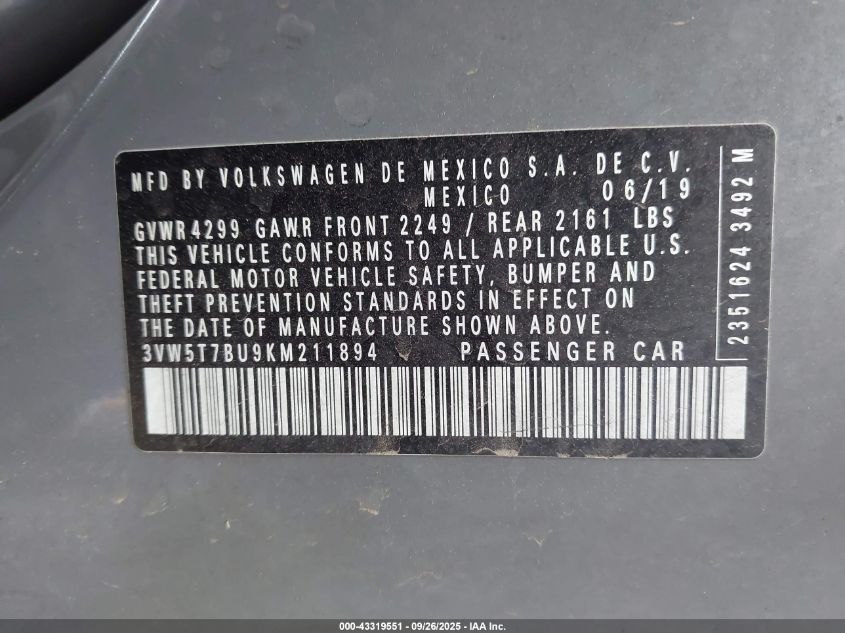 MFD BY VOLKSWAGEN DE MEXICO S.A. DE C.V.
MEXICO 06/19
GVWR 4299 GAWR FRONT 2249 / REAR 2161 LBS
THIS VEHICLE CONFORMS TO ALL APPLICABLE U.S.
FEDERAL MOTOR VEHICLE SAFETY, BUMPER AND
THEFT PREVENTION STANDARDS IN EFFECT ON
THE DATE OF MANUFACTURE SHOWN ABOVE.
3VW5T7BU9KM211894 PASSENGER CAR
2351624 3492 M
000-43319551 - 09/26/2025 - IAA Inc.